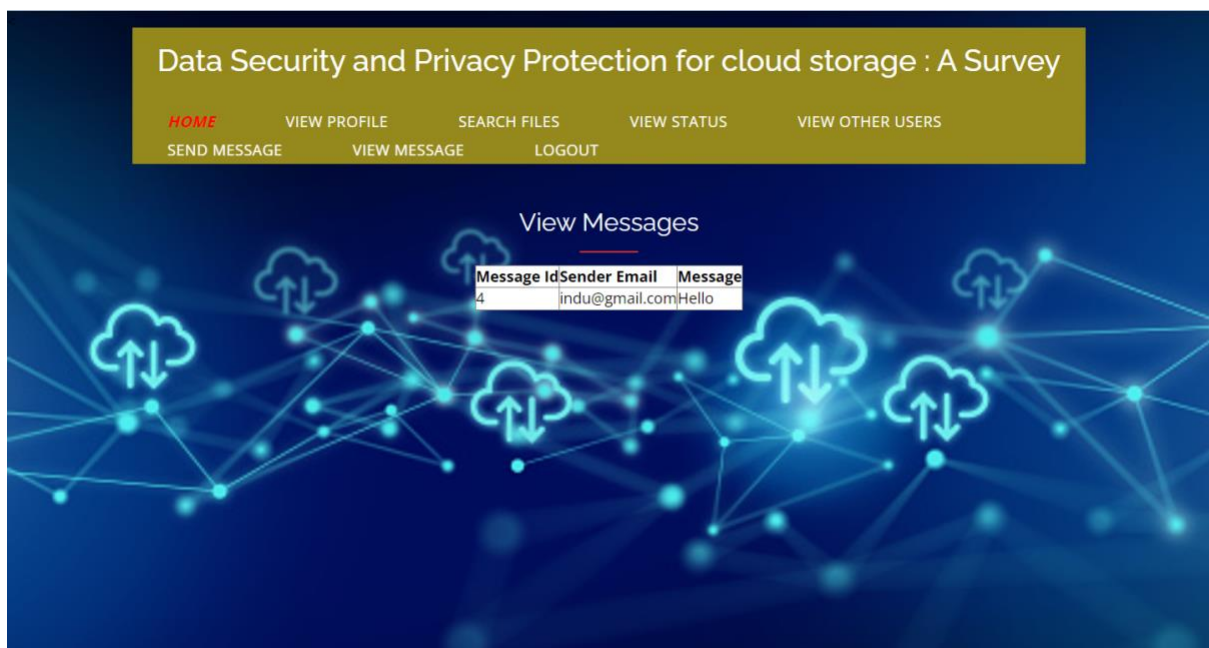 Data Security and Privacy Protection for cloud storage : A Survey
HOME VIEW PROFILE SEARCH FILES VIEW STATUS VIEW OTHER USERS
SEND MESSAGE VIEW MESSAGE LOGOUT
View Messages
Message Id Sender Email Message
4 indu@gmail.com Hello